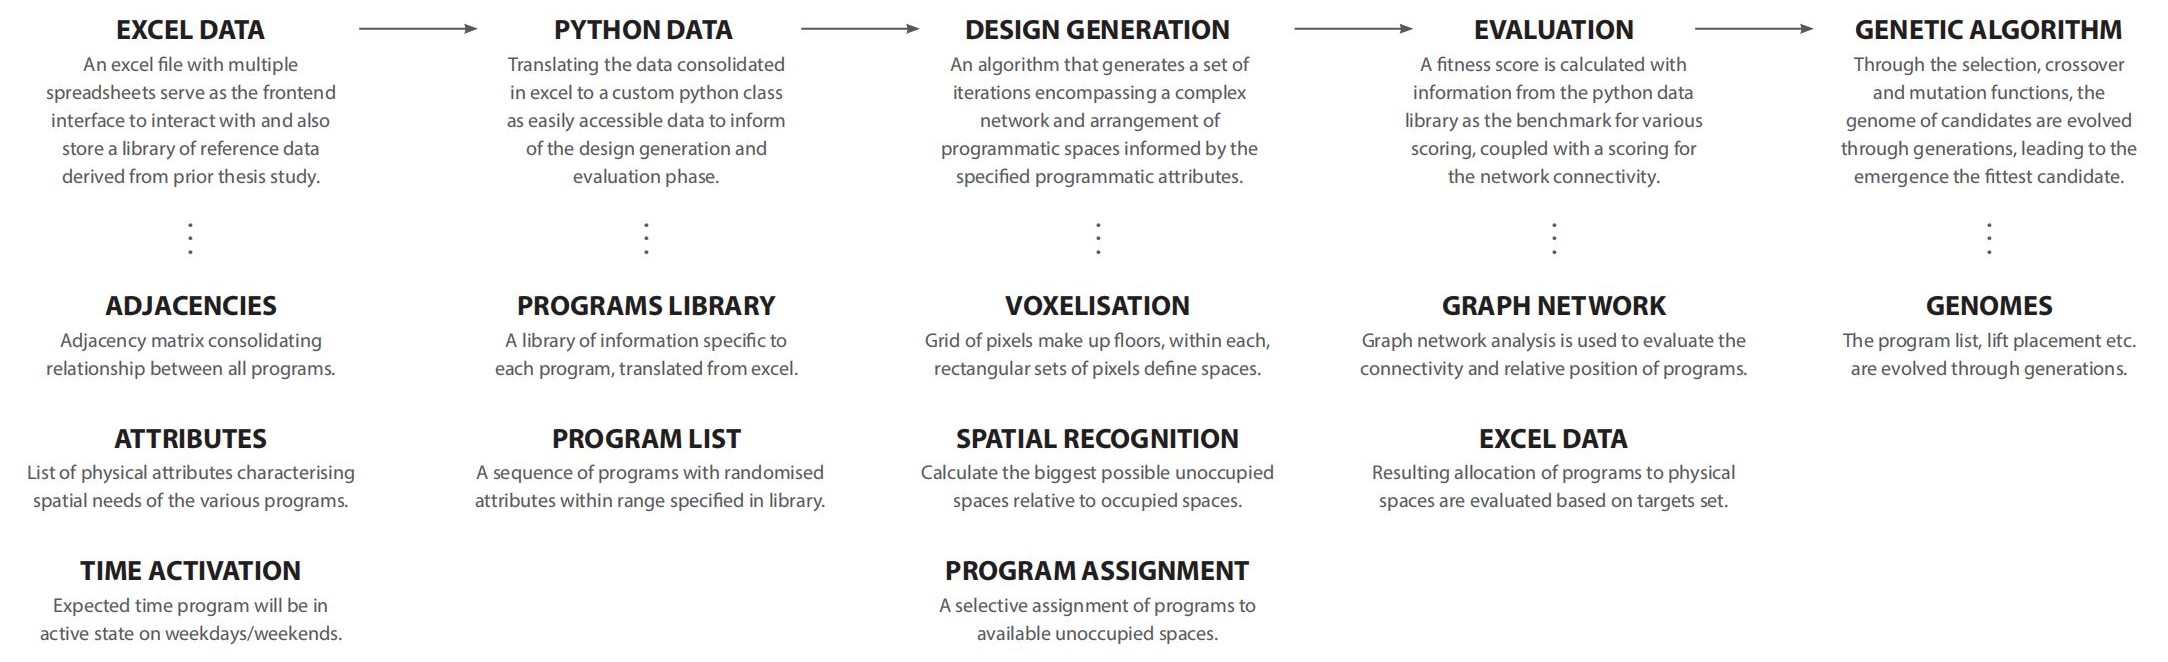 EXCEL DATA
An excel file with multiple
spreadsheets serve as the frontend
interface to interact with and also
store a library of reference data
derived from prior thesis study.
ADJACENCIES
Adjacency matrix consolidating
relationship between all programs.
ATTRIBUTES
List of physical attributes characterising
spatial needs of the various programs.
TIME ACTIVATION
Expected time program will be in
active state on weekdays/weekends.
PYTHON DATA
Translating the data consolidated
in excel to a custom python class
as easily accessible data to inform
of the design generation and
evaluation phase.
PROGRAMS LIBRARY
A library of information specific to
each program, translated from excel.
PROGRAM LIST
A sequence of programs with randomised
attributes within range specified in library.
DESIGN GENERATION
An algorithm that generates a set of
iterations encompassing a complex
network and arrangement of
programmatic spaces informed by the
specified programmatic attributes.
VOXELISATION
Grid of pixels make up floors, within each,
rectangular sets of pixels define spaces.
SPATIAL RECOGNITION
Calculate the biggest possible unoccupied
spaces relative to occupied spaces.
PROGRAM ASSIGNMENT
A selective assignment of programs to
available unoccupied spaces.
EVALUATION
A fitness score is calculated with
information from the python data
library as the benchmark for various
scoring, coupled with a scoring for
the network connectivity.
GRAPH NETWORK
Graph network analysis is used to evaluate the
connectivity and relative position of programs.
EXCEL DATA
Resulting allocation of programs to physical
spaces are evaluated based on targets set.
GENETIC ALGORITHM
Through the selection, crossover
and mutation functions, the
genome of candidates are evolved
through generations, leading to the
emergence the fittest candidate.
GENOMES
The program list, lift placement etc.
are evolved through generations.